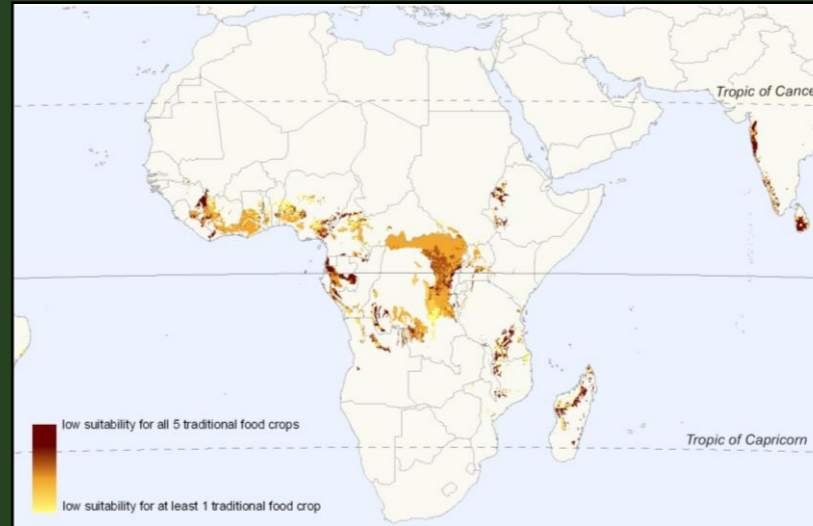 Tropic of Cance
low suitability for all 5 traditional food crops
Tropic of Capricorn
low suitability for at least 1 traditional food crop